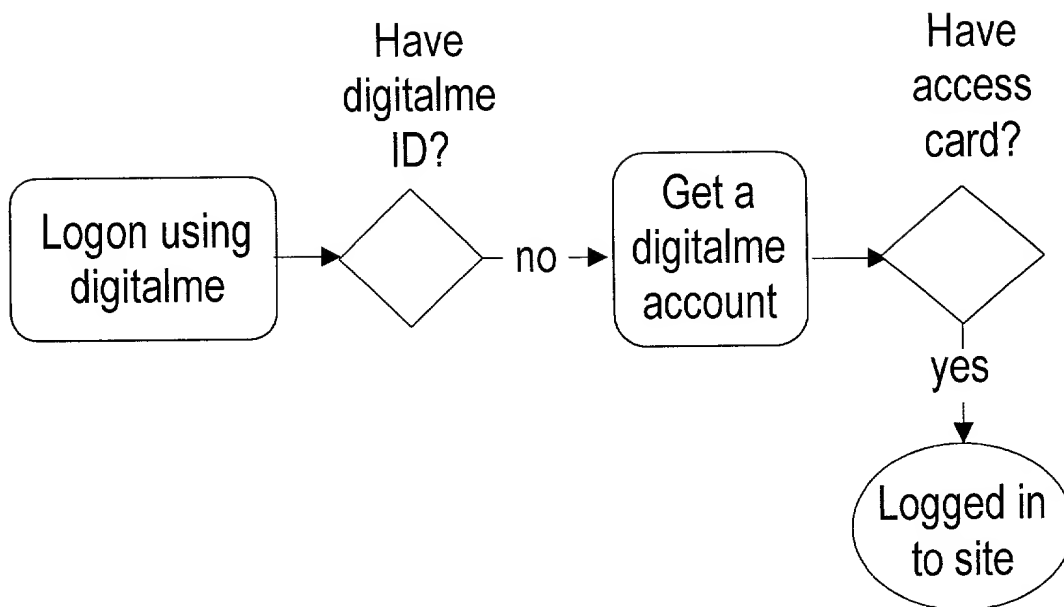 Have
digitalme
ID?
Have
access
card?
Logon using
digitalme
no
Get a
digitalme
account
yes
Logged in
to site